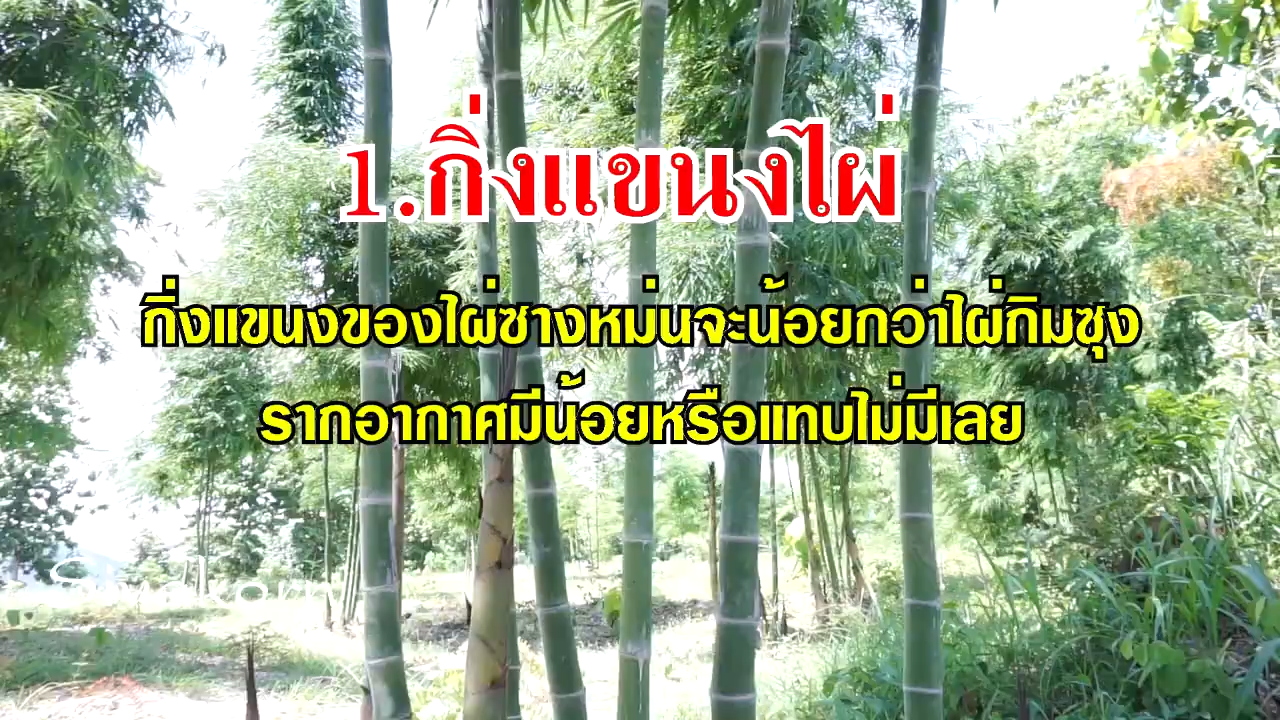 1.กิ่งแขนงไผ่
กิ่งแขนงของไผ่ซางหม่นจะน้อยกว่าไผ่กิมซุง
รากอากาศมีน้อยหรือแทบไม่มีเลย